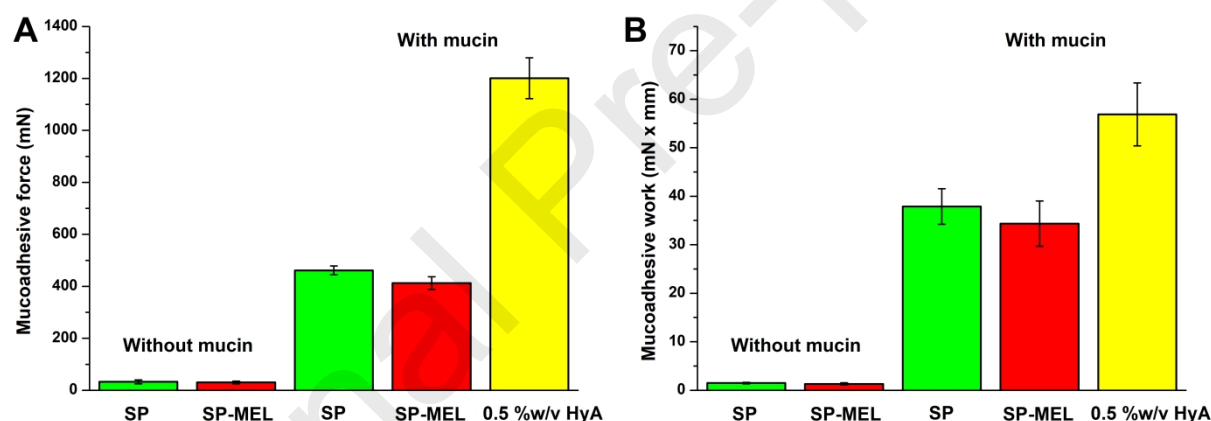 A
Mucoadhesive force (mN)
1400
1200
1000
800
600
400
200
0
With mucin
Without mucin
SP SP-MEL SP SP-MEL 0.5 %w/v HyA
B
Mucoadhesive work (mN x mm)
70
60
50
40
30
20
10
0
With mucin
Without mucin
SP SP-MEL SP SP-MEL 0.5 %w/v HyA
nal Pre-